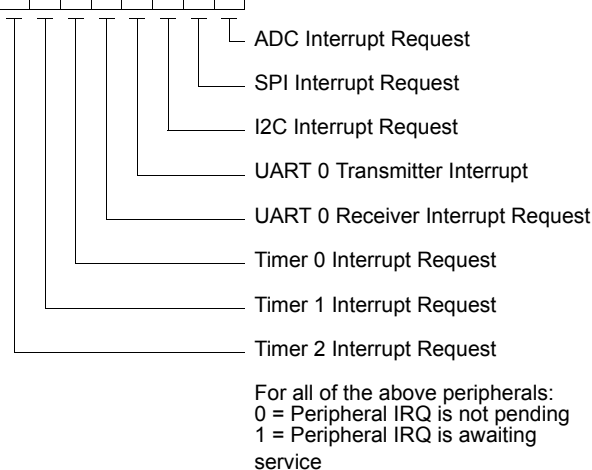 ADC Interrupt Request
SPI Interrupt Request
I2C Interrupt Request
UART 0 Transmitter Interrupt
UART 0 Receiver Interrupt Request
Timer 0 Interrupt Request
Timer 1 Interrupt Request
Timer 2 Interrupt Request
For all of the above peripherals:
0 = Peripheral IRQ is not pending
1 = Peripheral IRQ is awaiting
service